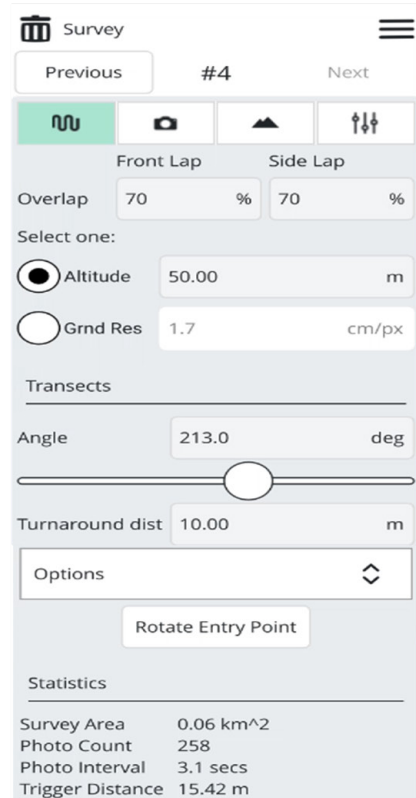 Survey
Previous #4 Next
Front Lap Side Lap
Overlap 70 % 70 %
Select one:
Altitude 50.00 m
Grnd Res 1.7 cm/px
Transects
Angle 213.0 deg
Turnaround dist 10.00 m
Options
Rotate Entry Point
Statistics
Survey Area 0.06 km^2
Photo Count 258
Photo Interval 3.1 secs
Trigger Distance 15.42 m